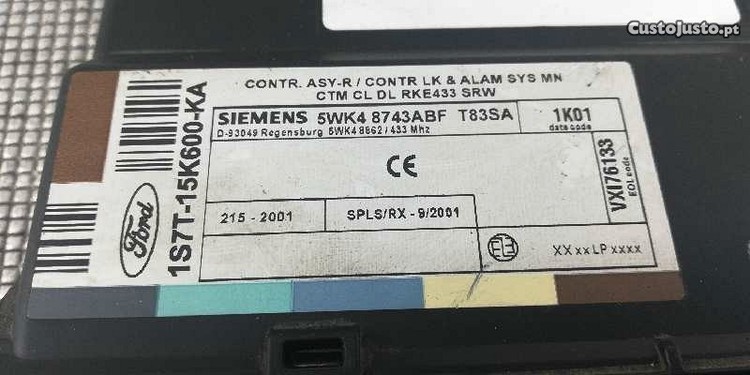 CustoJusto.pt
CONTR. ASY-R / CONTR LK & ALAM SYS MN
CTM CL DL RKE433 SRW
SIEMENS 5WK4 8743ABF T83SA
D-93049 Regensburg 5WK4 8862 / 433 Mhz
1K01
date code
VXI76133
EOL code
CE
215 - 2001
SPLS/RX - 9/2001
XX xx LP xxxx
Ford
1S7T-15K600-KA